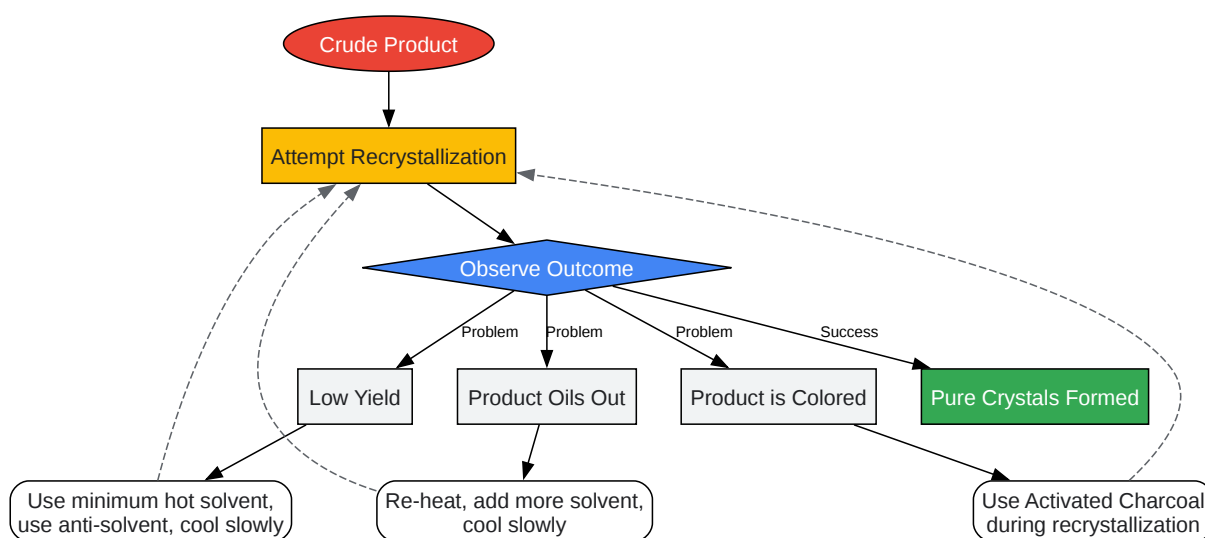 Crude Product
Attempt Recrystallization
Observe Outcome
Problem
Problem
Problem
Success
Low Yield
Product Oils Out
Product is Colored
Pure Crystals Formed
Use minimum hot solvent,
use anti-solvent, cool slowly
Re-heat, add more solvent,
cool slowly
Use Activated Charcoal
during recrystallization